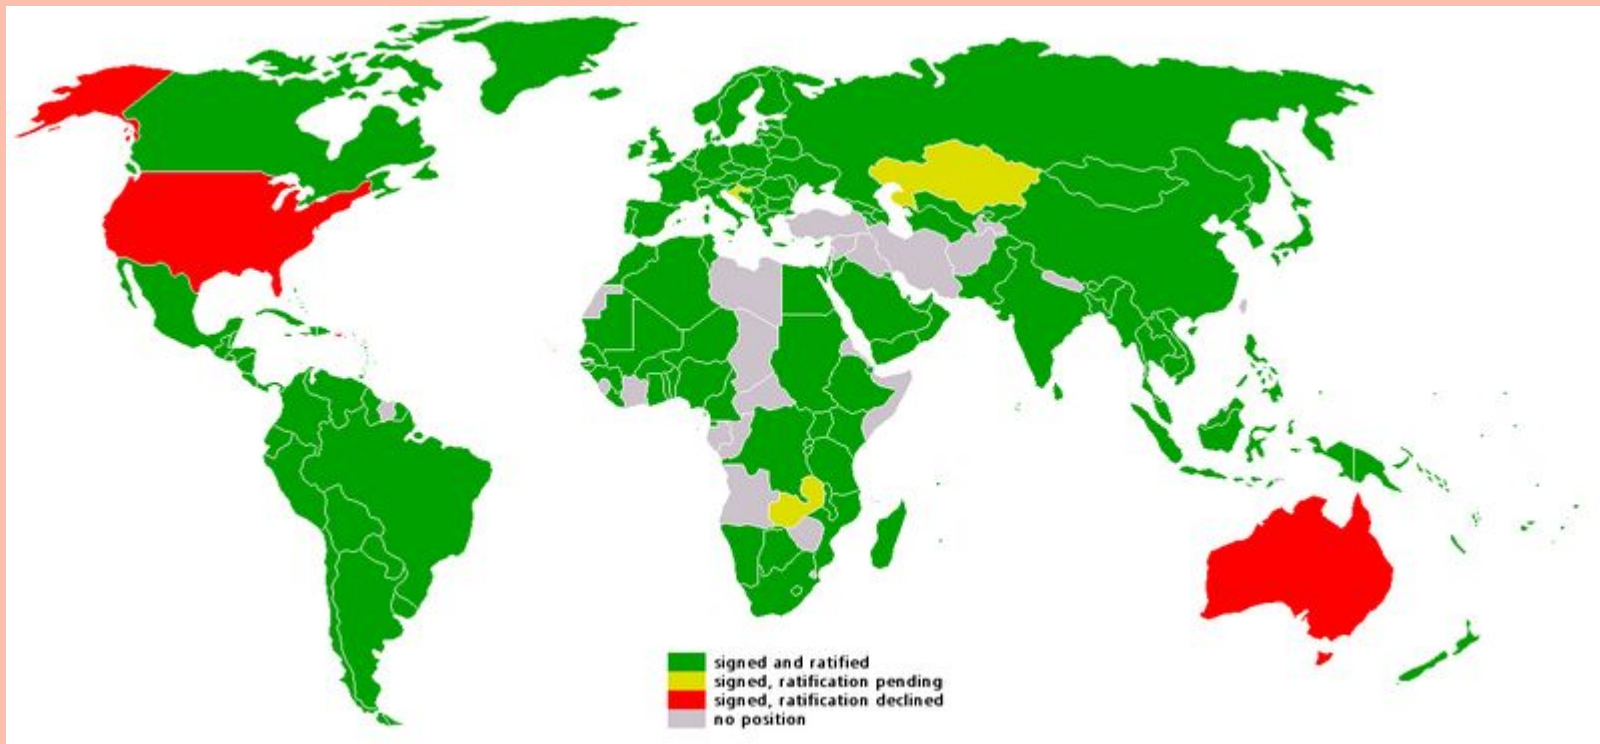 signed and ratified
signed, ratification pending
signed, ratification declined
no position